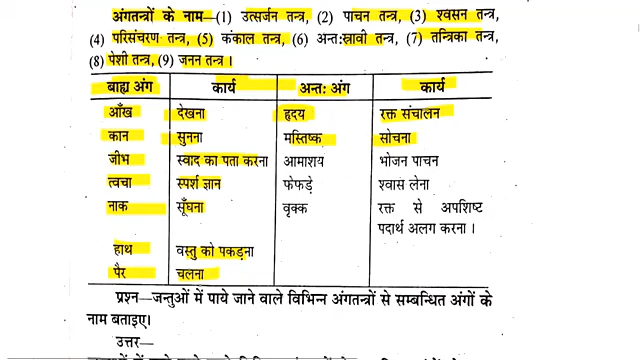 अंगतन्त्रों के नाम—(1) उत्सर्जन तन्त्र, (2) पाचन तन्त्र, (3) श्वसन तन्त्र,
(4) परिसंचरण तन्त्र, (5) कंकाल तन्त्र, (6) अन्तःस्रावी तन्त्र, (7) तन्त्रिका तन्त्र,
(8) पेशी तन्त्र, (9) जनन तन्त्र ।
बाह्य अंग कार्य अन्तः अंग कार्य
आँख देखना हृदय रक्त संचालन
कान सुनना मस्तिष्क सोचना
जीभ स्वाद का पता करना आमाशय भोजन पाचन
त्वचा स्पर्श ज्ञान फेफड़े श्वास लेना
नाक सूँघना वृक्क रक्त से अपशिष्ट
पदार्थ अलग करना ।
हाथ वस्तु को पकड़ना
पैर चलना
प्रश्न—जन्तुओं में पाये जाने वाले विभिन्न अंगतन्त्रों से सम्बन्धित अंगों के
नाम बताइए।
उत्तर—